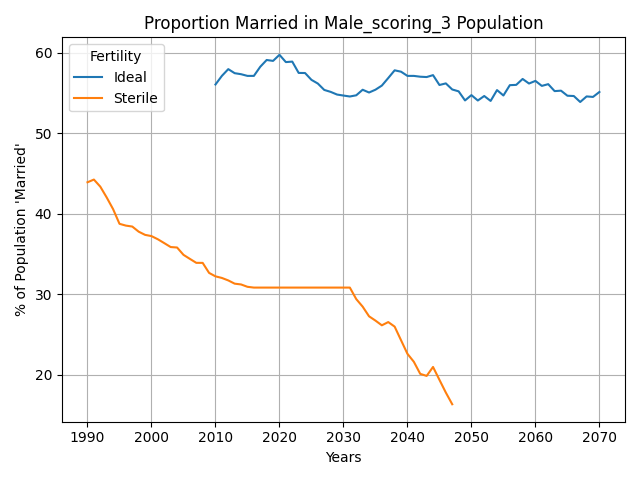 Proportion Married in Male_scoring_3 Population
Fertility
Ideal
Sterile
% of Population 'Married'
60
50
40
30
20
1990 2000 2010 2020 2030 2040 2050 2060 2070
Years